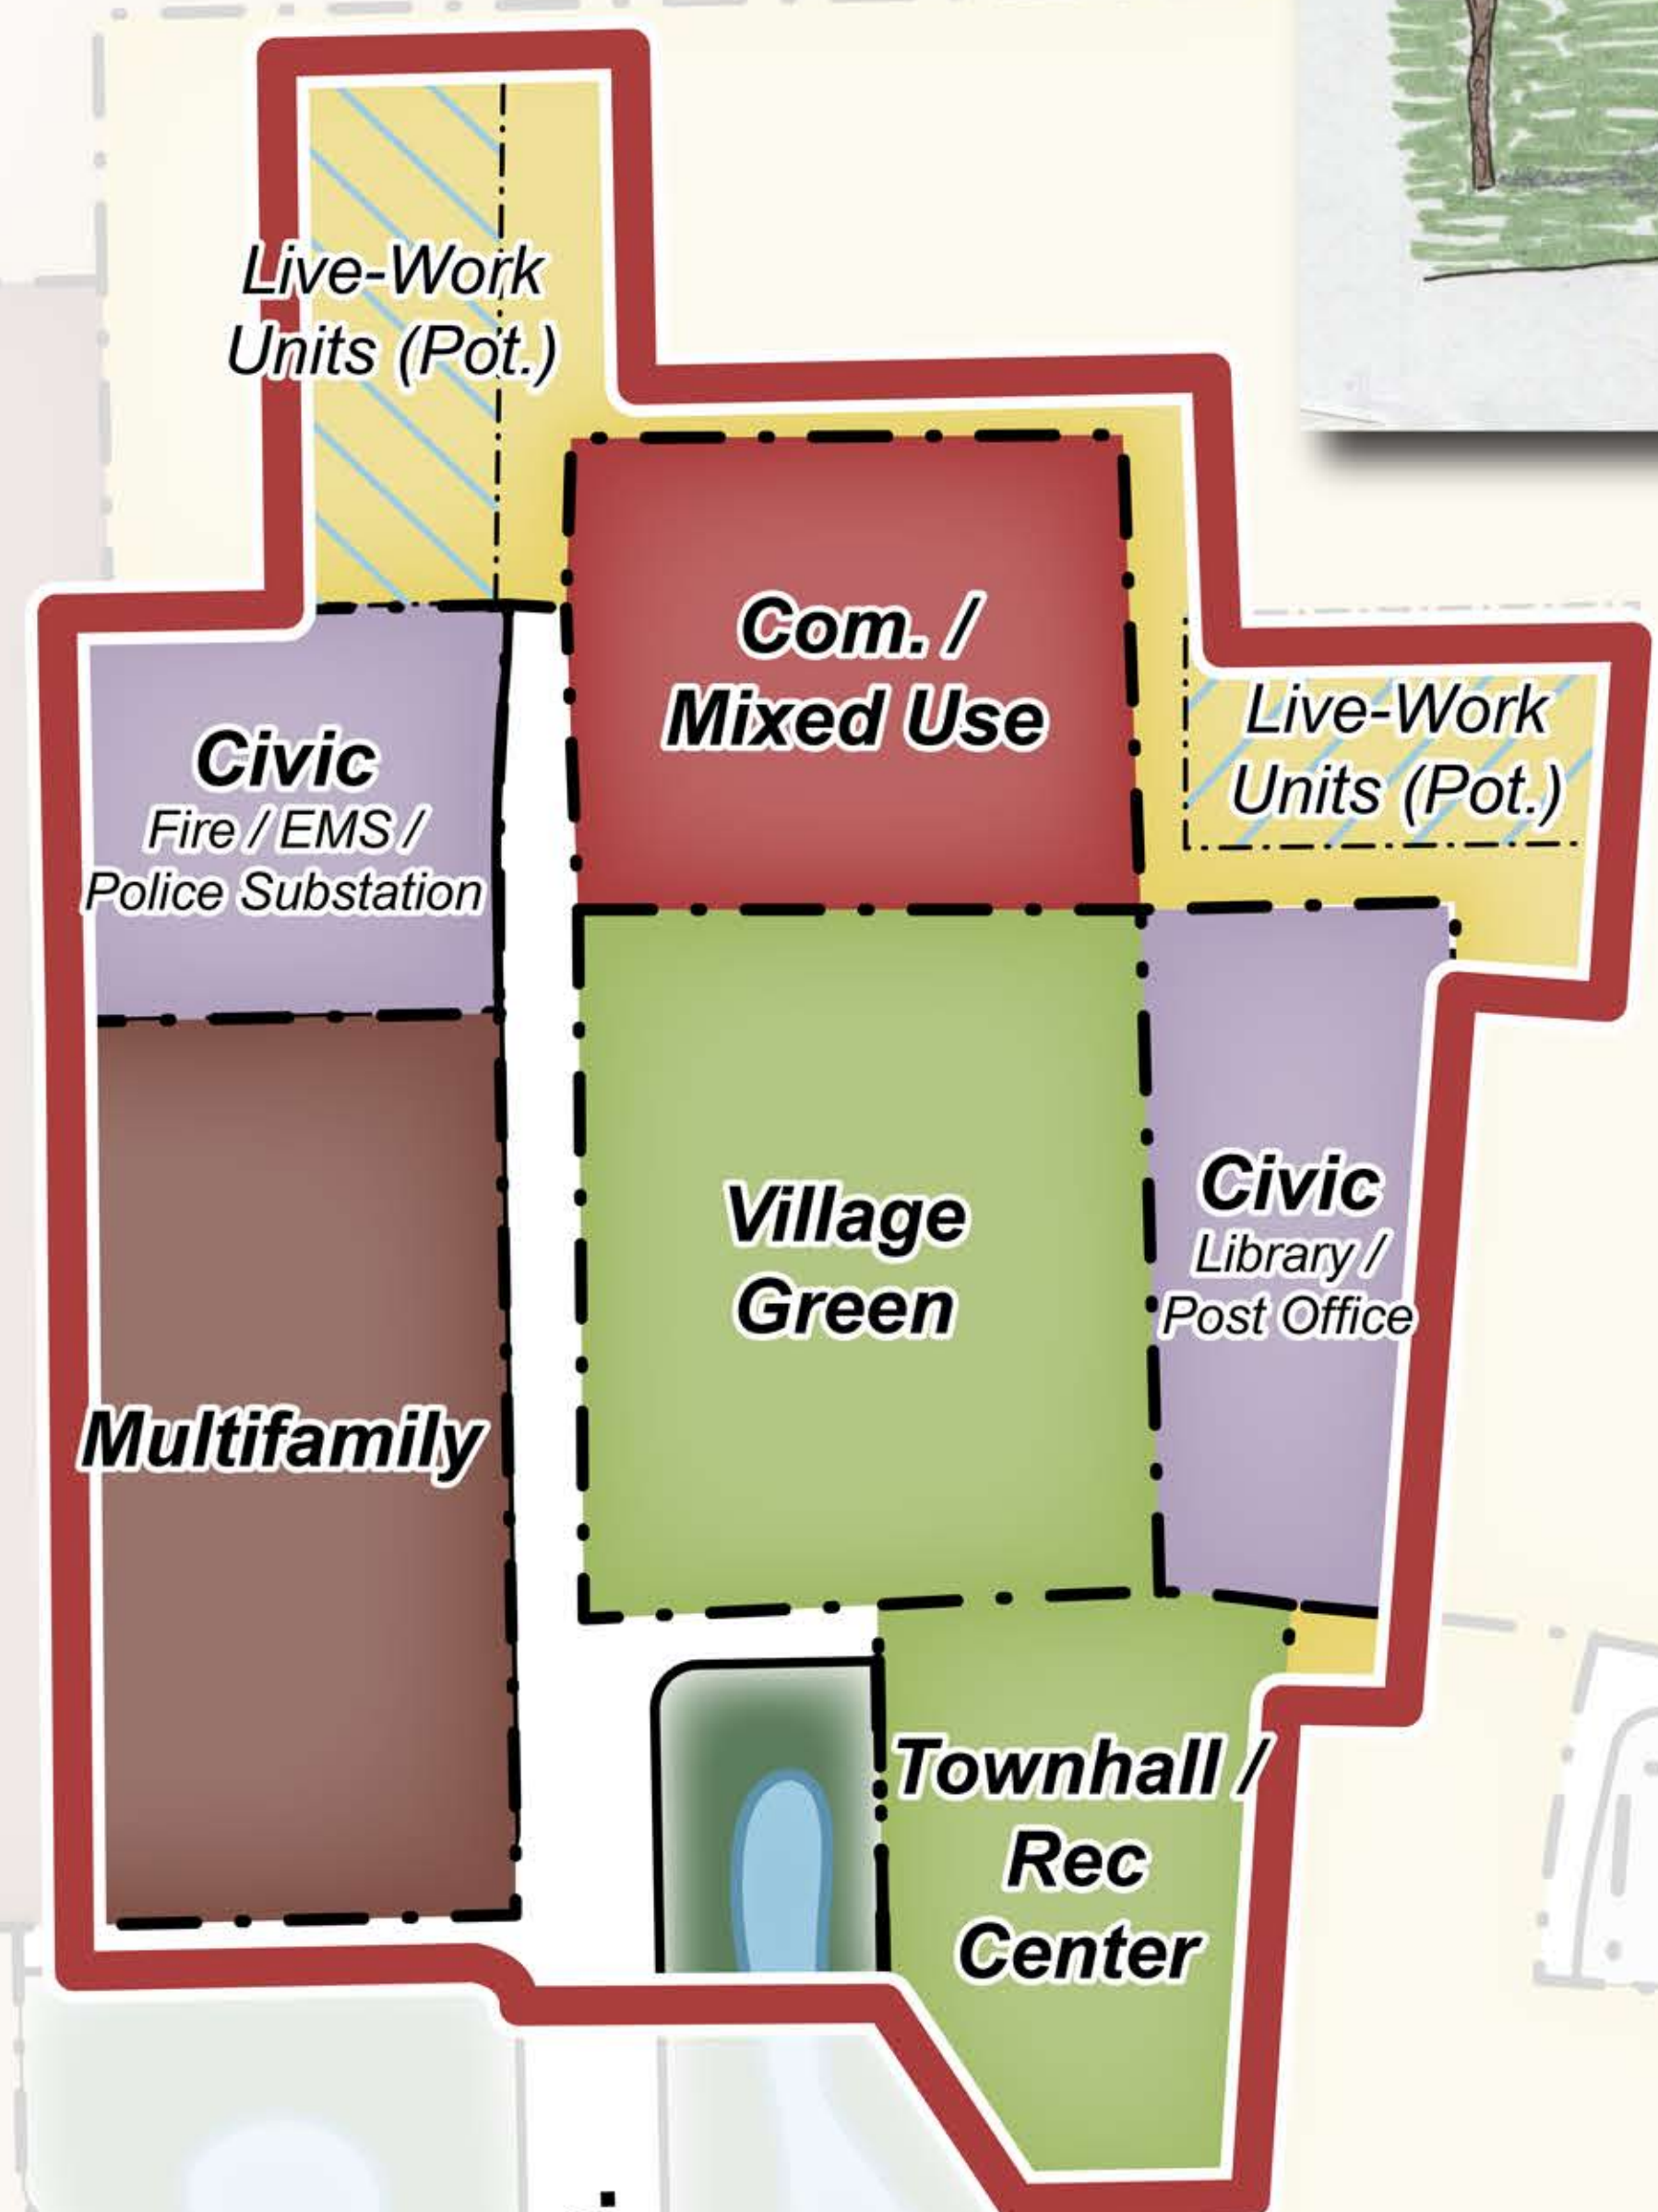 Live-Work
Units (Pot.)
Com. /
Mixed Use
Live-Work
Units (Pot.)
Civic
Fire / EMS /
Police Substation
Village
Green
Civic
Library /
Post Office
Multifamily
Townhall /
Rec
Center